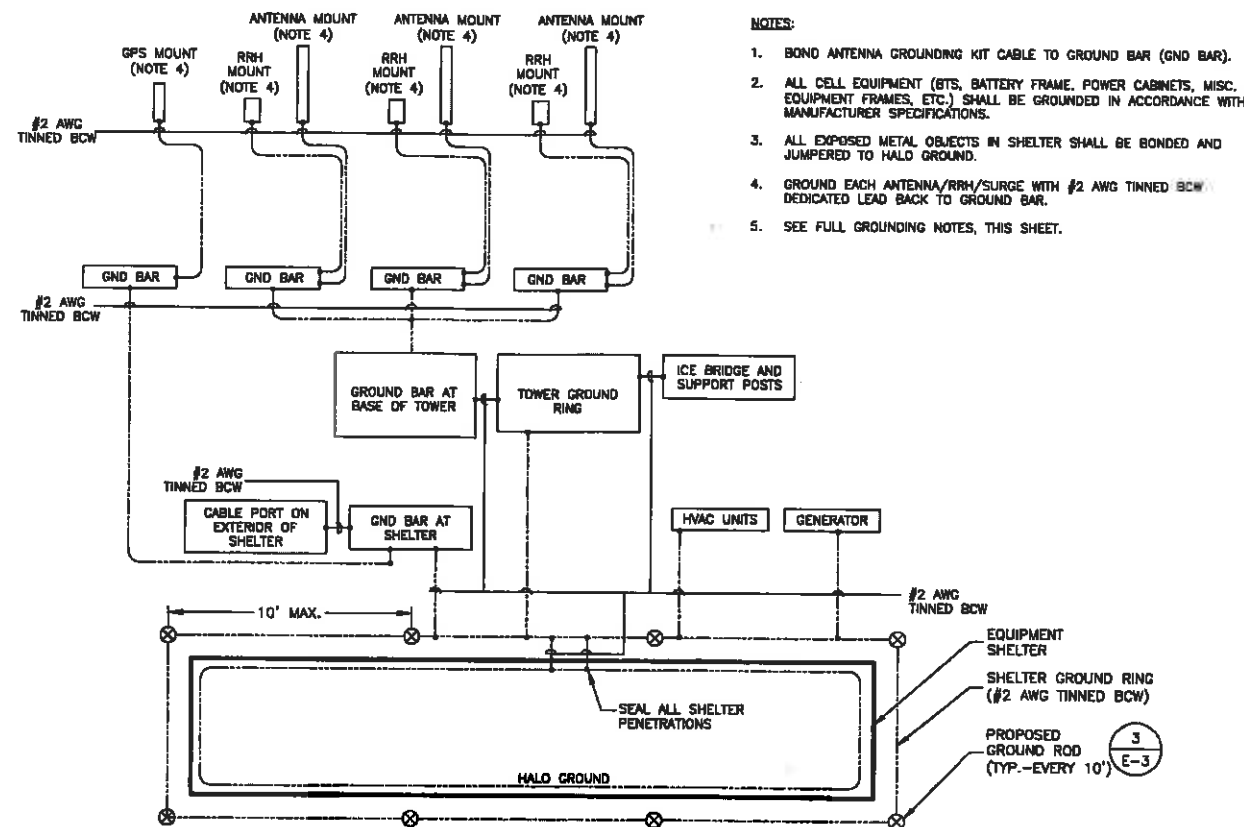 GPS MOUNT
(NOTE 4)
RRH
MOUNT
(NOTE 4)
ANTENNA MOUNT
(NOTE 4)
RRH
MOUNT
(NOTE 4)
ANTENNA MOUNT
(NOTE 4)
RRH
MOUNT
(NOTE 4)
ANTENNA MOUNT
(NOTE 4)
#2 AWG
TINNED BCW
GND BAR
GND BAR
GND BAR
GND BAR
#2 AWG
TINNED BCW
GROUND BAR AT
BASE OF TOWER
TOWER GROUND
RING
ICE BRIDGE AND
SUPPORT POSTS
#2 AWG
TINNED BCW
CABLE PORT ON
EXTERIOR OF
SHELTER
GND BAR AT
SHELTER
HVAC UNITS
GENERATOR
10' MAX.
#2 AWG
TINNED BCW
EQUIPMENT
SHELTER
SHELTER GROUND RING
(#2 AWG TINNED BCW)
SEAL ALL SHELTER
PENETRATIONS
PROPOSED
GROUND ROD
(TYP.-EVERY 10')
3
E-3
HALO GROUND
NOTES:
1. BOND ANTENNA GROUNDING KIT CABLE TO GROUND BAR (GND BAR).
2. ALL CELL EQUIPMENT (BTS, BATTERY FRAME. POWER CABINETS, MISC.
EQUIPMENT FRAMES, ETC.) SHALL BE GROUNDED IN ACCORDANCE WITH
MANUFACTURER SPECIFICATIONS.
3. ALL EXPOSED METAL OBJECTS IN SHELTER SHALL BE BONDED AND
JUMPERED TO HALO GROUND.
4. GROUND EACH ANTENNA/RRH/SURGE WITH #2 AWG TINNED BCW
DEDICATED LEAD BACK TO GROUND BAR.
5. SEE FULL GROUNDING NOTES, THIS SHEET.